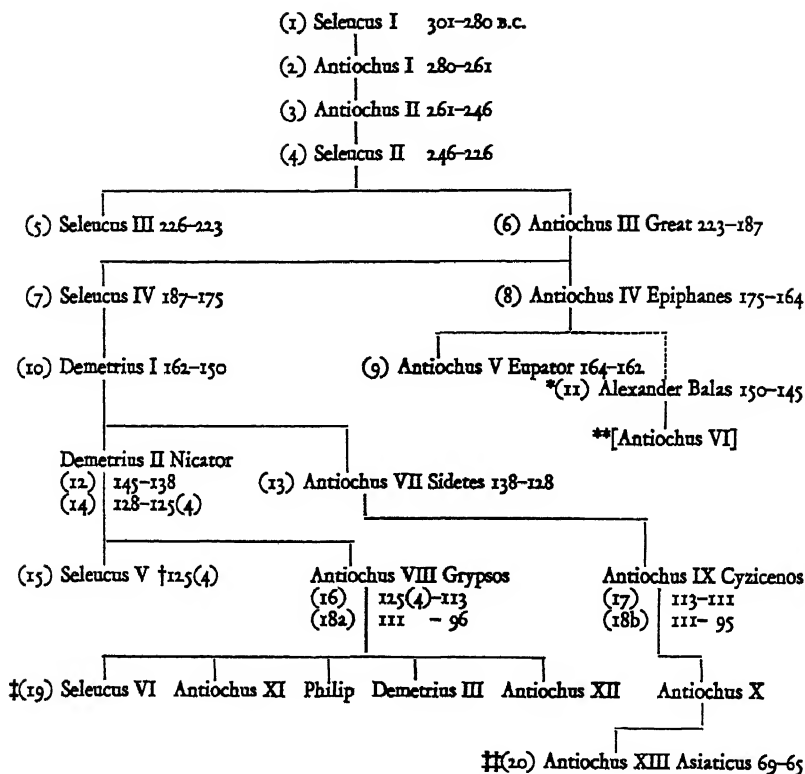 (1) Seleucus I 301–280 B.C.
(2) Antiochus I 280–261
(3) Antiochus II 261–246
(4) Seleucus II 246–226
(5) Seleucus III 226–223 (6) Antiochus III Great 223–187
(7) Seleucus IV 187–175 (8) Antiochus IV Epiphanes 175–164
(10) Demetrius I 162–150 (9) Antiochus V Eupator 164–162
*(11) Alexander Balas 150–145
**[Antiochus VI]
Demetrius II Nicator
(12) 145–138 (13) Antiochus VII Sidetes 138–128
(14) 128–125(4)
(15) Seleucus V †125(4) Antiochus VIII Grypsos Antiochus IX Cyzicenos
(16) 125(4)–113 (17) 113–111
(18a) 111 – 96 (18b) 111– 95
‡(19) Seleucus VI Antiochus XI Philip Demetrius III Antiochus XII Antiochus X
‡‡(20) Antiochus XIII Asiaticus 69–65